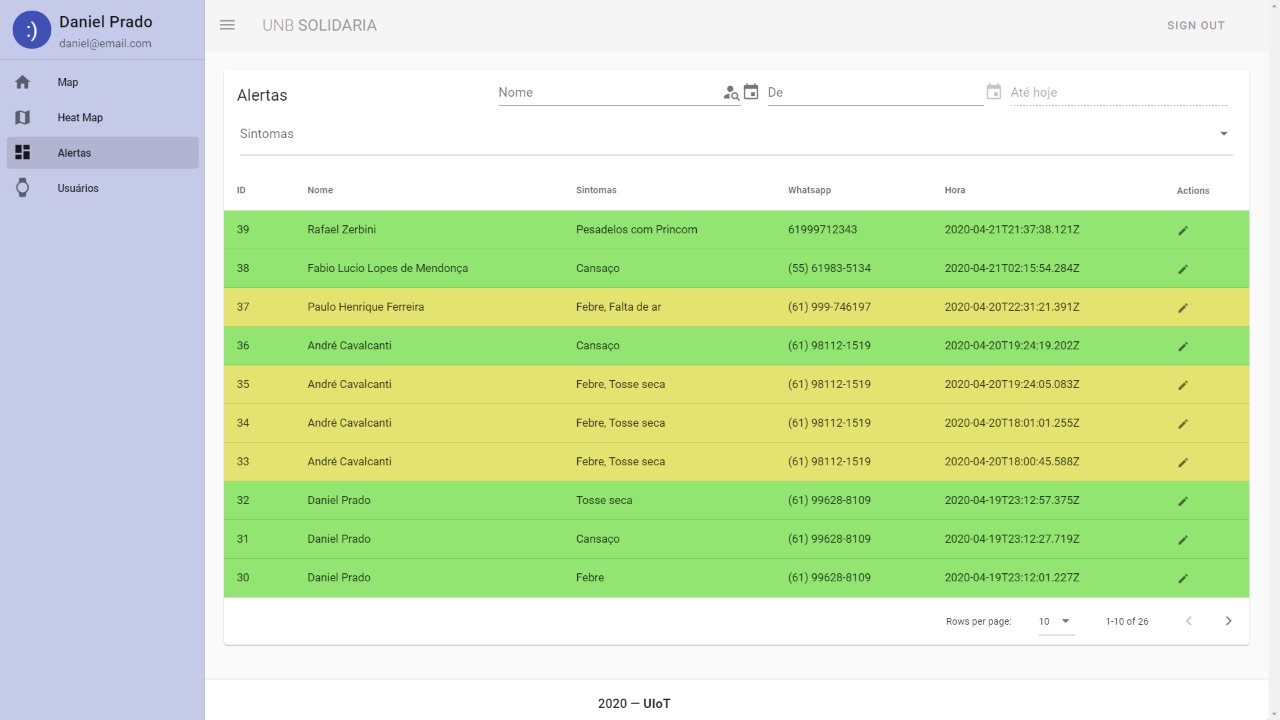 :)
Daniel Prado
daniel@email.com
Map
Heat Map
Alertas
Usuários
UNB SOLIDARIA
SIGN OUT
Alertas
Nome
De
Até hoje
Sintomas
ID Nome Sintomas Whatsapp Hora Actions
39 Rafael Zerbini Pesadelos com Princom 61999712343 2020-04-21T21:37:38.121Z
38 Fabio Lucio Lopes de Mendonça Cansaço (55) 61983-5134 2020-04-21T02:15:54.284Z
37 Paulo Henrique Ferreira Febre, Falta de ar (61) 999-746197 2020-04-20T22:31:21.391Z
36 André Cavalcanti Cansaço (61) 98112-1519 2020-04-20T19:24:19.202Z
35 André Cavalcanti Febre, Tosse seca (61) 98112-1519 2020-04-20T19:24:05.083Z
34 André Cavalcanti Febre, Tosse seca (61) 98112-1519 2020-04-20T18:01:01.255Z
33 André Cavalcanti Febre, Tosse seca (61) 98112-1519 2020-04-20T18:00:45.588Z
32 Daniel Prado Tosse seca (61) 99628-8109 2020-04-19T23:12:57.375Z
31 Daniel Prado Cansaço (61) 99628-8109 2020-04-19T23:12:27.719Z
30 Daniel Prado Febre (61) 99628-8109 2020-04-19T23:12:01.227Z
Rows per page: 10 1-10 of 26
2020 — UIoT